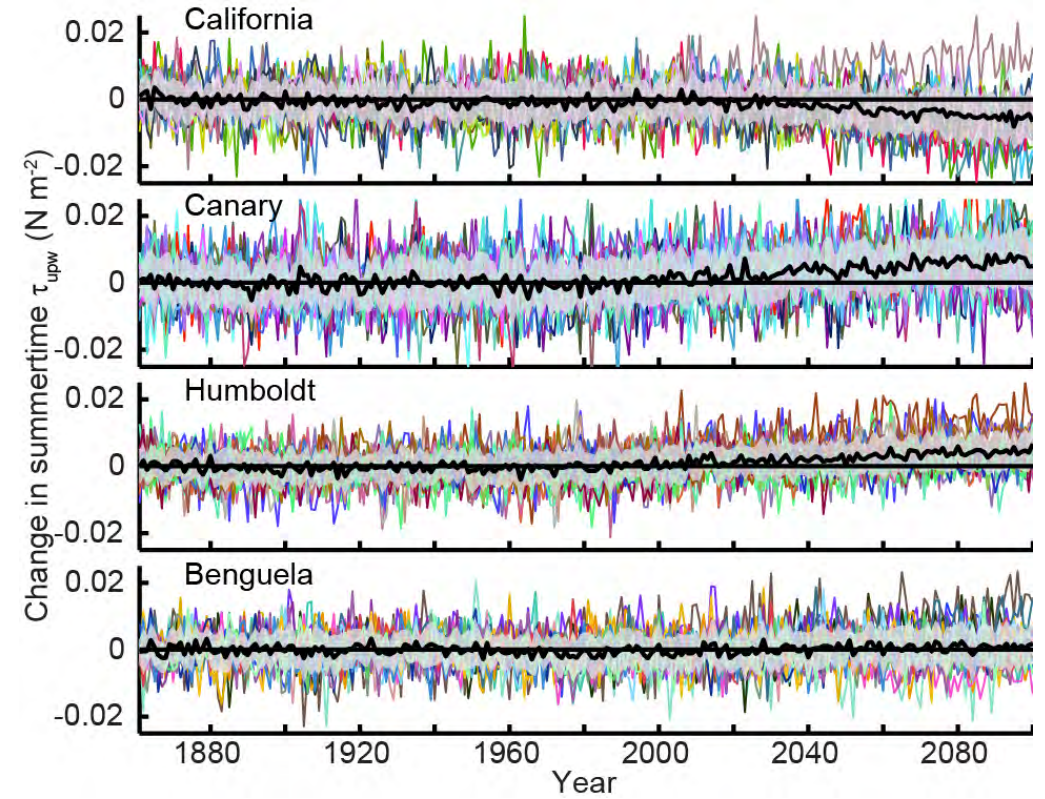 California
0.02
0
-0.02
Canary
0.02
0
-0.02
Humboldt
0.02
0
-0.02
Benguela
0.02
0
-0.02
Change in summertime τupw (N m-2)
1880 1920 1960 2000 2040 2080
Year